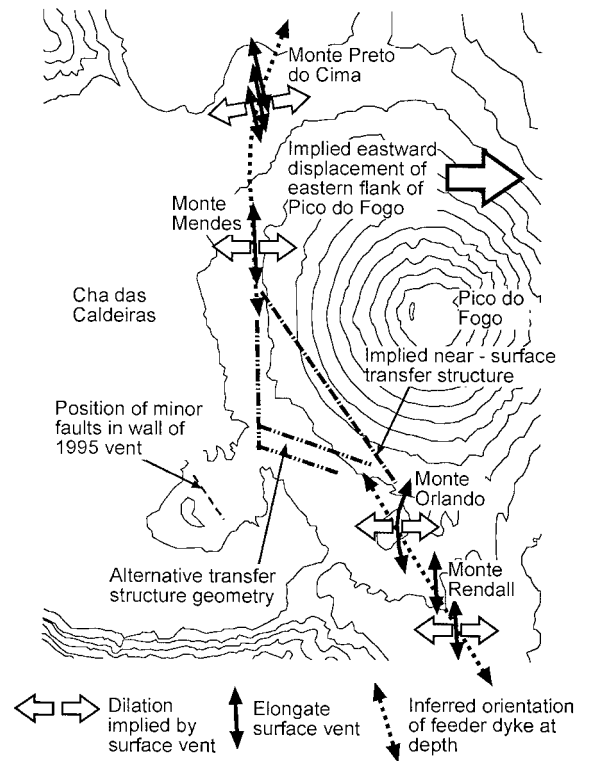 Monte Preto
do Cima
Implied eastward
displacement of
eastern flank of
Pico do Fogo
Monte
Mendes
Cha das
Caldeiras
Pico do
Fogo
Implied near - surface
transfer structure
Position of minor
faults in wall of
1995 vent
Monte
Orlando
Alternative transfer
structure geometry
Monte
Rendall
Dilation
implied by
surface vent
Elongate
surface vent
Inferred orientation
of feeder dyke at
depth